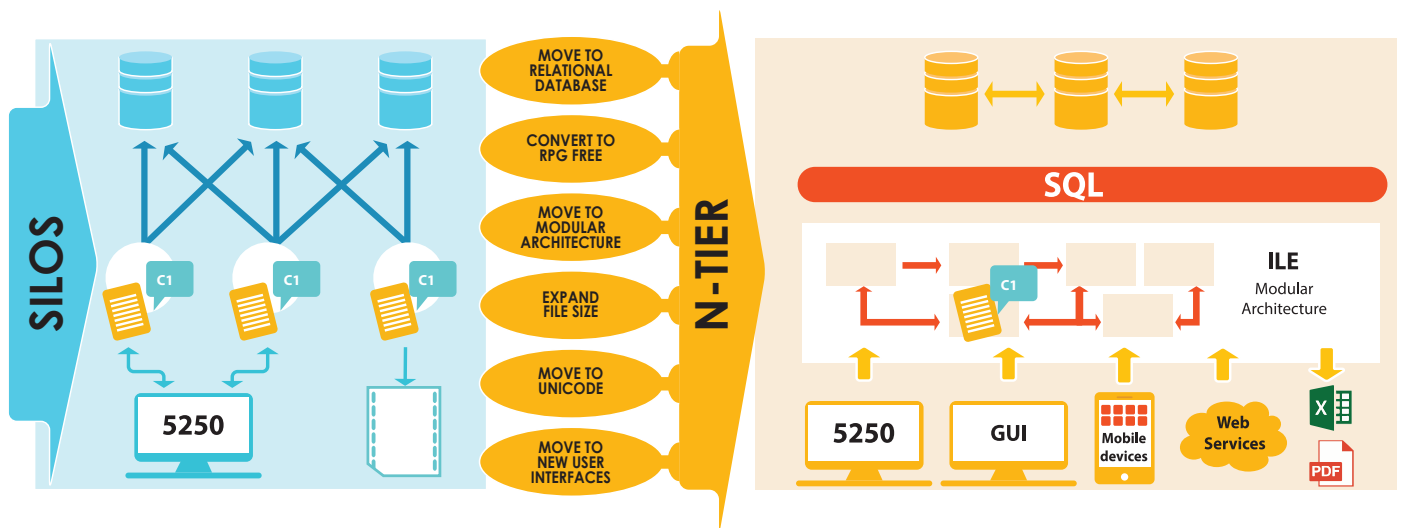 SILOS
C1
C1
C1
5250
MOVE TO
RELATIONAL
DATABASE
CONVERT TO
RPG FREE
MOVE TO
MODULAR
ARCHITECTURE
EXPAND
FILE SIZE
MOVE TO
UNICODE
MOVE TO
NEW USER
INTERFACES
N-TIER
SQL
C1
ILE
Modular
Architecture
5250
GUI
Mobile
devices
Web
Services
X
PDF